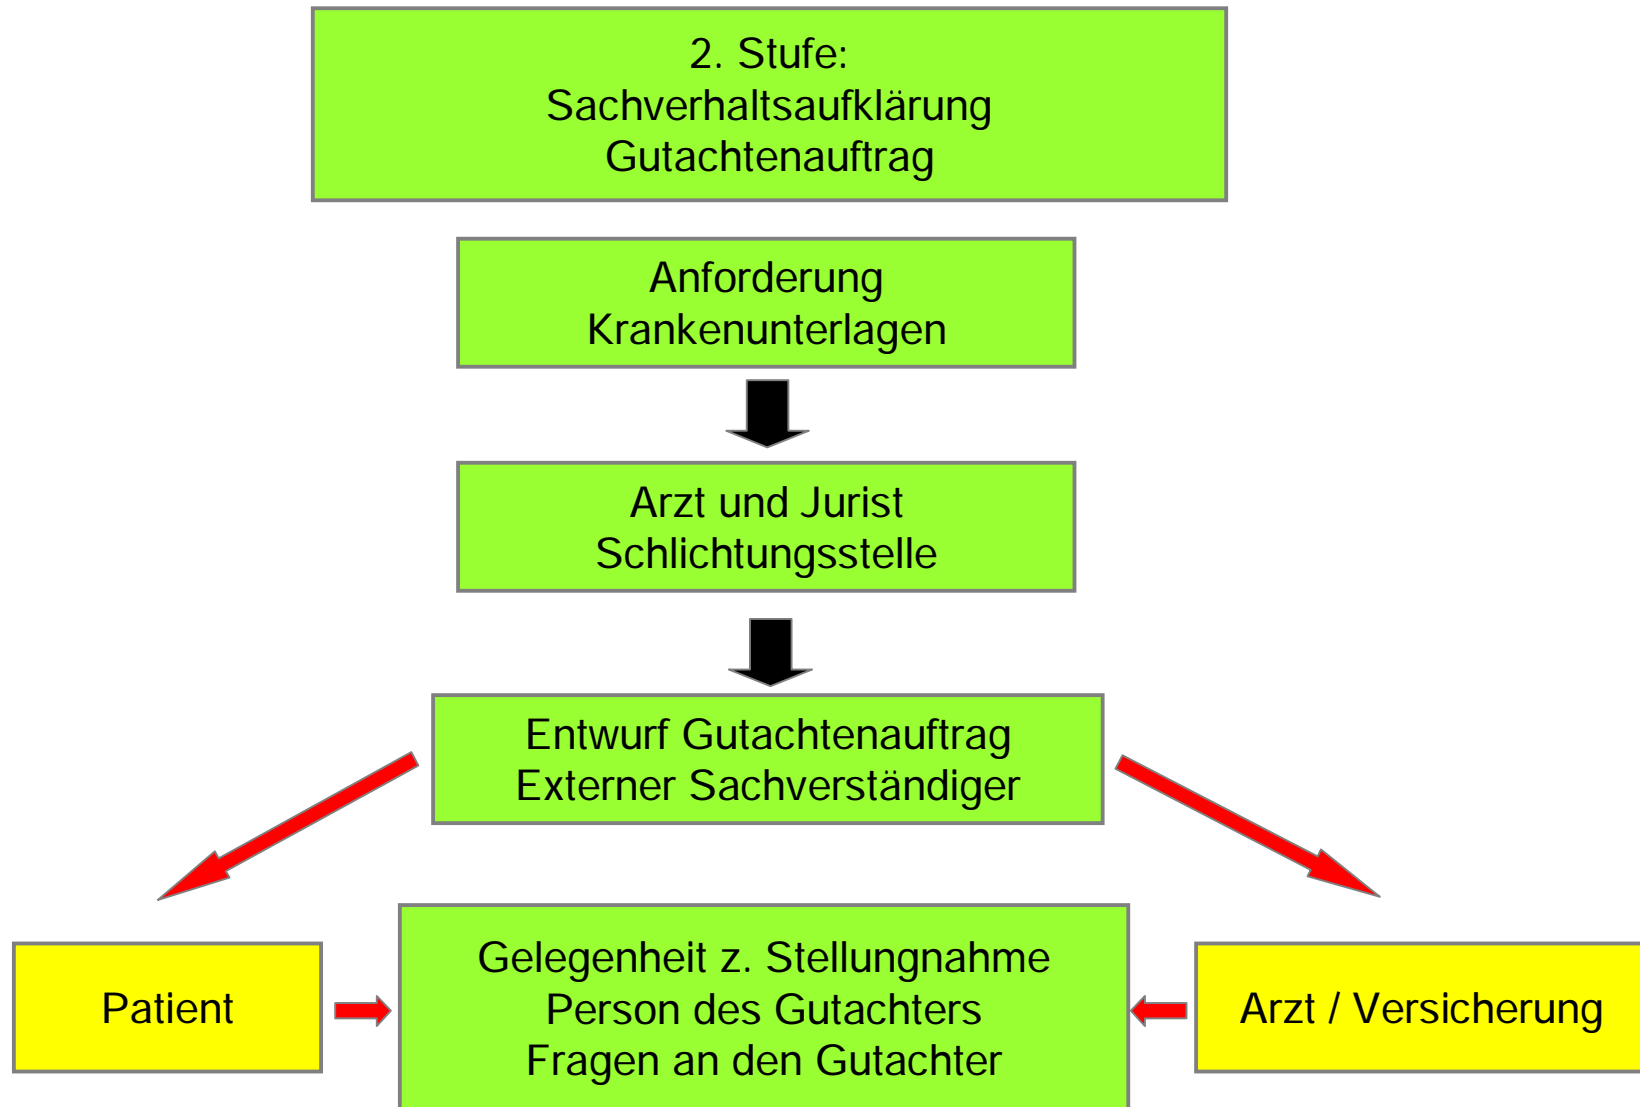 2. Stufe:
Sachverhaltsaufklärung
Gutachtenauftrag
Anforderung
Krankenunterlagen
Arzt und Jurist
Schlichtungsstelle
Entwurf Gutachtenauftrag
Externer Sachverständiger
Patient
Gelegenheit z. Stellungnahme
Person des Gutachters
Fragen an den Gutachter
Arzt / Versicherung